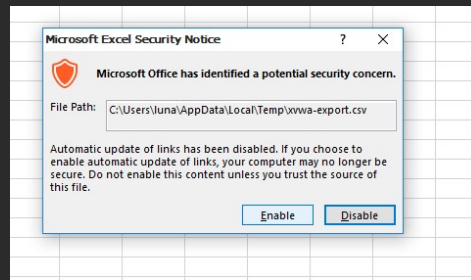 Microsoft Excel Security Notice ? X
Microsoft Office has identified a potential security concern.
File Path: C:\Users\luna\AppData\Local\Temp\xvwa-export.csv
Automatic update of links has been disabled. If you choose to
enable automatic update of links, your computer may no longer be
secure. Do not enable this content unless you trust the source of
this file.
Enable Disable